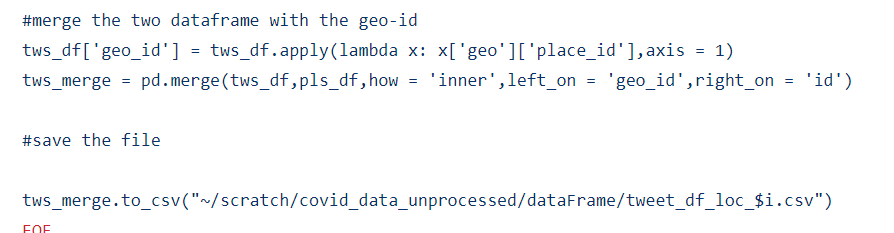 #merge the two dataframe with the geo-id
tws_df['geo_id'] = tws_df.apply(lambda x: x['geo']['place_id'],axis = 1)
tws_merge = pd.merge(tws_df,pls_df,how = 'inner',left_on = 'geo_id',right_on = 'id')
#save the file
tws_merge.to_csv("~/scratch/covid_data_unprocessed/dataFrame/tweet_df_loc_$i.csv")
EOF